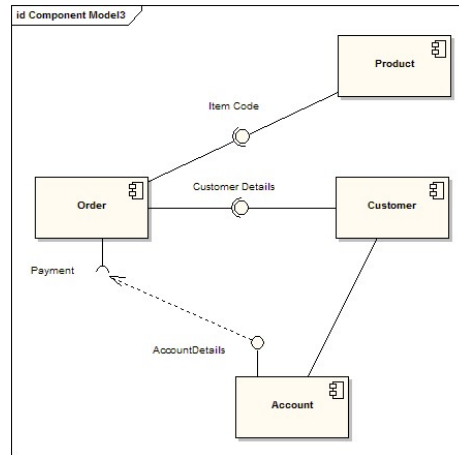 id Component Model3
Product
Item Code
Customer Details
Order
Customer
Payment
AccountDetails
Account